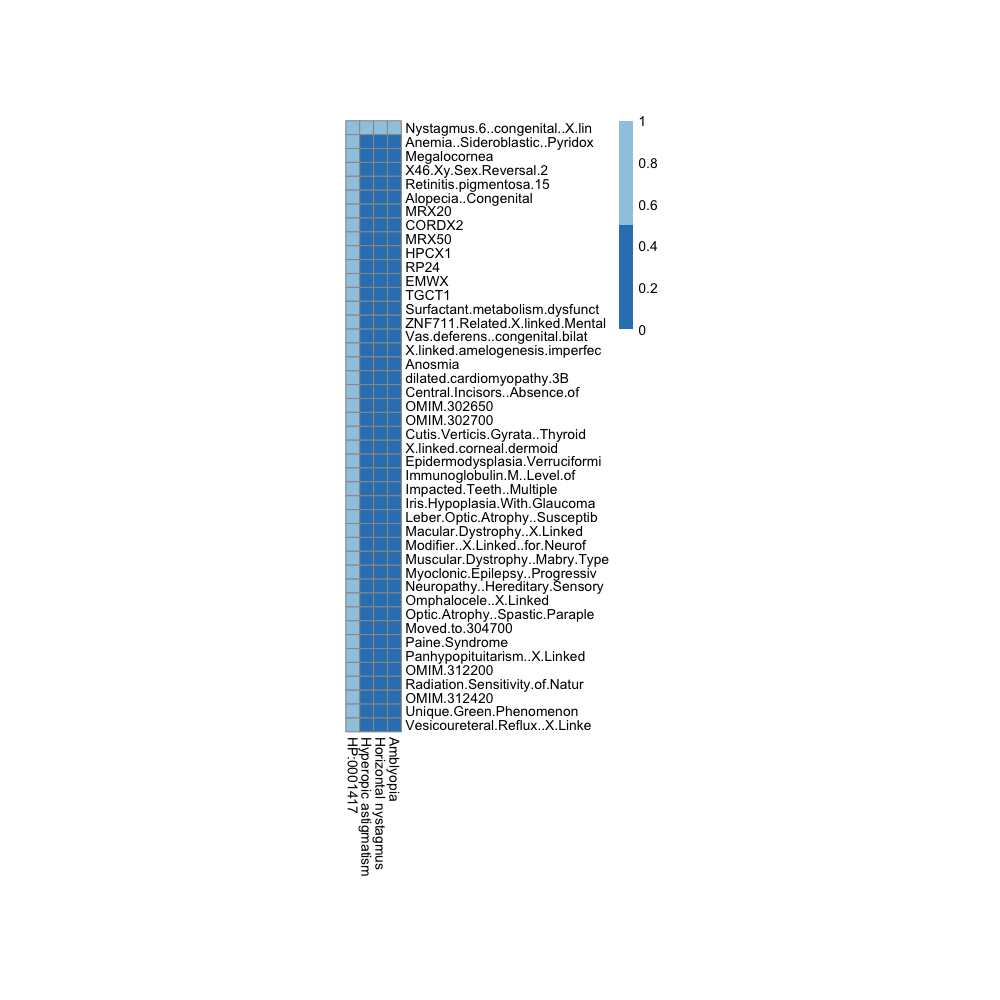 Nystagmus.6..congenital..X.lin
Anemia..Sideroblastic..Pyridox
Megalocornea
X46.Xy.Sex.Reversal.2
Retinitis.pigmentosa.15
Alopecia..Congenital
MRX20
CORDX2
MRX50
HPCX1
RP24
EMWX
TGCT1
Surfactant.metabolism.dysfunct
ZNF711.Related.X.linked.Mental
Vas.deferens..congenital.bilat
X.linked.amelogenesis.imperfec
Anosmia
dilated.cardiomyopathy.3B
Central.Incisors..Absence.of
OMIM.302650
OMIM.302700
Cutis.Verticis.Gyrata..Thyroid
X.linked.corneal.dermoid
Epidermodysplasia.Verruciformi
Immunoglobulin.M..Level.of
Impacted.Teeth..Multiple
Iris.Hypoplasia.With.Glaucoma
Leber.Optic.Atrophy..Susceptib
Macular.Dystrophy..X.Linked
Modifier..X.Linked..for.Neurof
Muscular.Dystrophy..Mabry.Type
Myoclonic.Epilepsy..Progressiv
Neuropathy..Hereditary.Sensory
Omphalocele..X.Linked
Optic.Atrophy..Spastic.Paraple
Moved.to.304700
Paine.Syndrome
Panhypopituitarism..X.Linked
OMIM.312200
Radiation.Sensitivity.of.Natur
OMIM.312420
Unique.Green.Phenomenon
Vesicoureteral.Reflux..X.Linke
1
0.8
0.6
0.4
0.2
0
HP:0001417
Hyperopic astigmatism
Horizontal nystagmus
Amblyopia